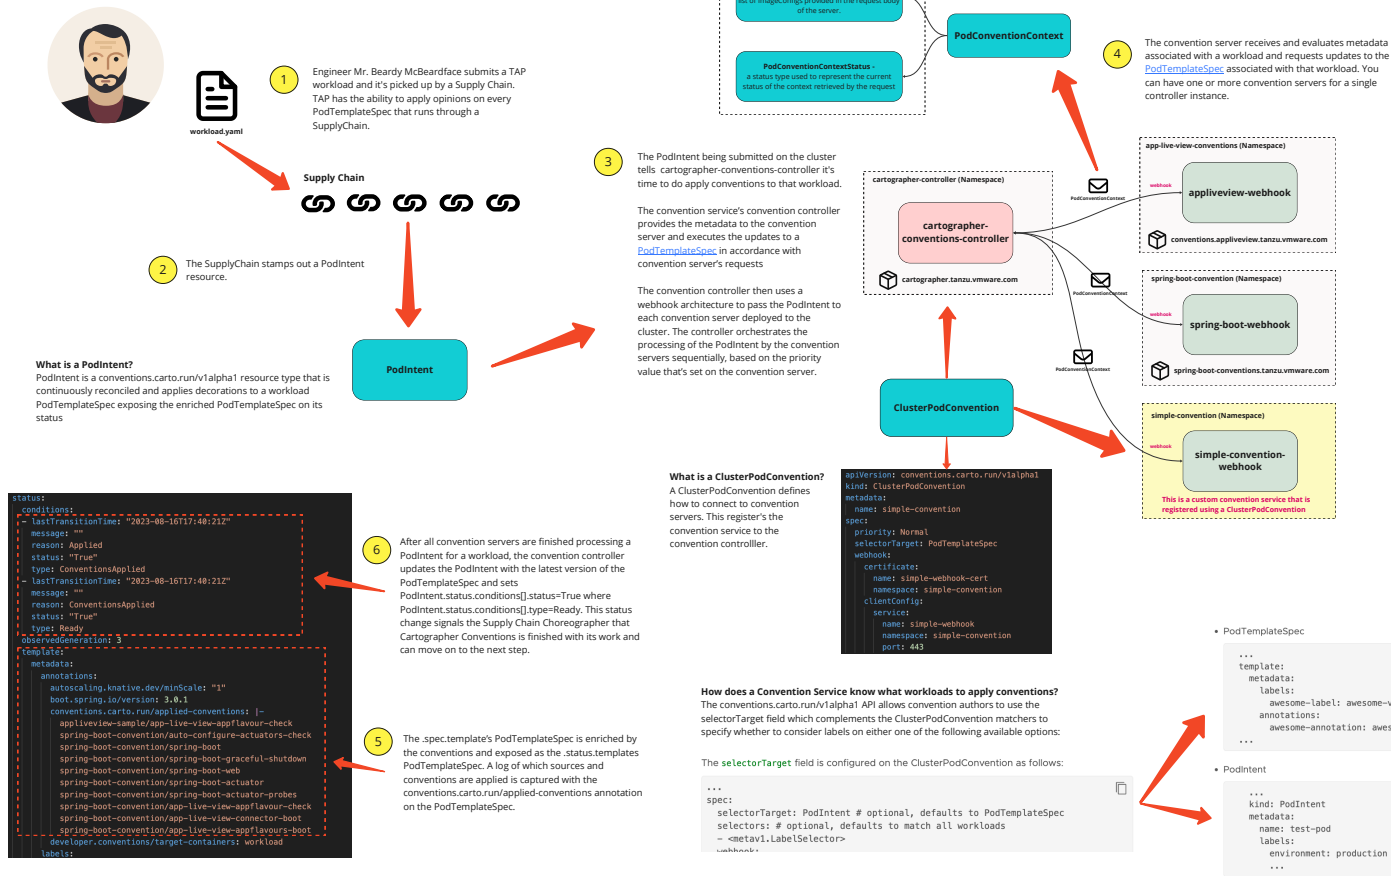 1
Engineer Mr. Beardy McBeardface submits a TAP
workload and it's picked up by a Supply Chain.
TAP has the ability to apply opinions on every
PodTemplateSpec that runs through a
SupplyChain.
workload.yaml
Supply Chain
2
The SupplyChain stamps out a PodIntent
resource.
What is a PodIntent?
PodIntent is a conventions.carto.run/v1alpha1 resource type that is
continuously reconciled and applies decorations to a workload
PodTemplateSpec exposing the enriched PodTemplateSpec on its
status
PodIntent
3
The PodIntent being submitted on the cluster
tells cartographer-conventions-controller it's
time to do apply conventions to that workload.
The convention service's convention controller
provides the metadata to the convention
server and executes the updates to a
PodTemplateSpec in accordance with
convention server's requests
The convention controller then uses a
webhook architecture to pass the PodIntent to
each convention server deployed to the
cluster. The controller orchestrates the
processing of the PodIntent by the convention
servers sequentially, based on the priority
value that's set on the convention server.
list of ImageConfigs provided in the request body
of the server.
PodConventionContextStatus -
a status type used to represent the current
status of the context retrieved by the request
PodConventionContext
4
The convention server receives and evaluates metadata
associated with a workload and requests updates to the
PodTemplateSpec associated with that workload. You
can have one or more convention servers for a single
controller instance.
cartographer-controller (Namespace)
cartographer-
conventions-controller
cartographer.tanzu.vmware.com
PodConventionContext
PodConventionContext
PodConventionContext
app-live-view-conventions (Namespace)
webhook
appliveview-webhook
conventions.appliveview.tanzu.vmware.com
spring-boot-convention (Namespace)
webhook
spring-boot-webhook
spring-boot-conventions.tanzu.vmware.com
simple-convention (Namespace)
webhook
simple-convention-
webhook
This is a custom convention service that is
registered using a ClusterPodConvention
ClusterPodConvention
What is a ClusterPodConvention?
A ClusterPodConvention defines
how to connect to convention
servers. This register's the
convention service to the
convention controlller.
apiVersion: conventions.carto.run/v1alpha1
kind: ClusterPodConvention
metadata:
name: simple-convention
spec:
priority: Normal
selectorTarget: PodTemplateSpec
webhook:
certificate:
name: simple-webhook-cert
namespace: simple-convention
clientConfig:
service:
name: simple-webhook
namespace: simple-convention
port: 443
status:
conditions:
- lastTransitionTime: "2023-08-16T17:40:21Z"
message: ""
reason: Applied
status: "True"
type: ConventionsApplied
- lastTransitionTime: "2023-08-16T17:40:21Z"
message: ""
reason: ConventionsApplied
status: "True"
type: Ready
observedGeneration: 3
template:
metadata:
annotations:
autoscaling.knative.dev/minScale: "1"
boot.spring.io/version: 3.0.1
conventions.carto.run/applied-conventions: |-
appliveview-sample/app-live-view-appflavour-check
spring-boot-convention/auto-configure-actuators-check
spring-boot-convention/spring-boot
spring-boot-convention/spring-boot-graceful-shutdown
spring-boot-convention/spring-boot-web
spring-boot-convention/spring-boot-actuator
spring-boot-convention/spring-boot-actuator-probes
spring-boot-convention/app-live-view-appflavour-check
spring-boot-convention/app-live-view-connector-boot
spring-boot-convention/app-live-view-appflavours-boot
developer.conventions/target-containers: workload
labels:
6
After all convention servers are finished processing a
PodIntent for a workload, the convention controller
updates the PodIntent with the latest version of the
PodTemplateSpec and sets
PodIntent.status.conditions[].status=True where
PodIntent.status.conditions[].type=Ready. This status
change signals the Supply Chain Choreographer that
Cartographer Conventions is finished with its work and
can move on to the next step.
5
The .spec.template's PodTemplateSpec is enriched by
the conventions and exposed as the .status.templates
PodTemplateSpec. A log of which sources and
conventions are applied is captured with the
conventions.carto.run/applied-conventions annotation
on the PodTemplateSpec.
How does a Convention Service know what workloads to apply conventions?
The conventions.carto.run/v1alpha1 API allows convention authors to use the
selectorTarget field which complements the ClusterPodConvention matchers to
specify whether to consider labels on either one of the following available options:
The selectorTarget field is configured on the ClusterPodConvention as follows:
...
spec:
selectorTarget: PodIntent # optional, defaults to PodTemplateSpec
selectors: # optional, defaults to match all workloads
- <metav1.LabelSelector>
webhook:
• PodTemplateSpec
...
template:
metadata:
labels:
awesome-label: awesome-v
annotations:
awesome-annotation: awes
...
• PodIntent
...
kind: PodIntent
metadata:
name: test-pod
labels:
environment: production
...